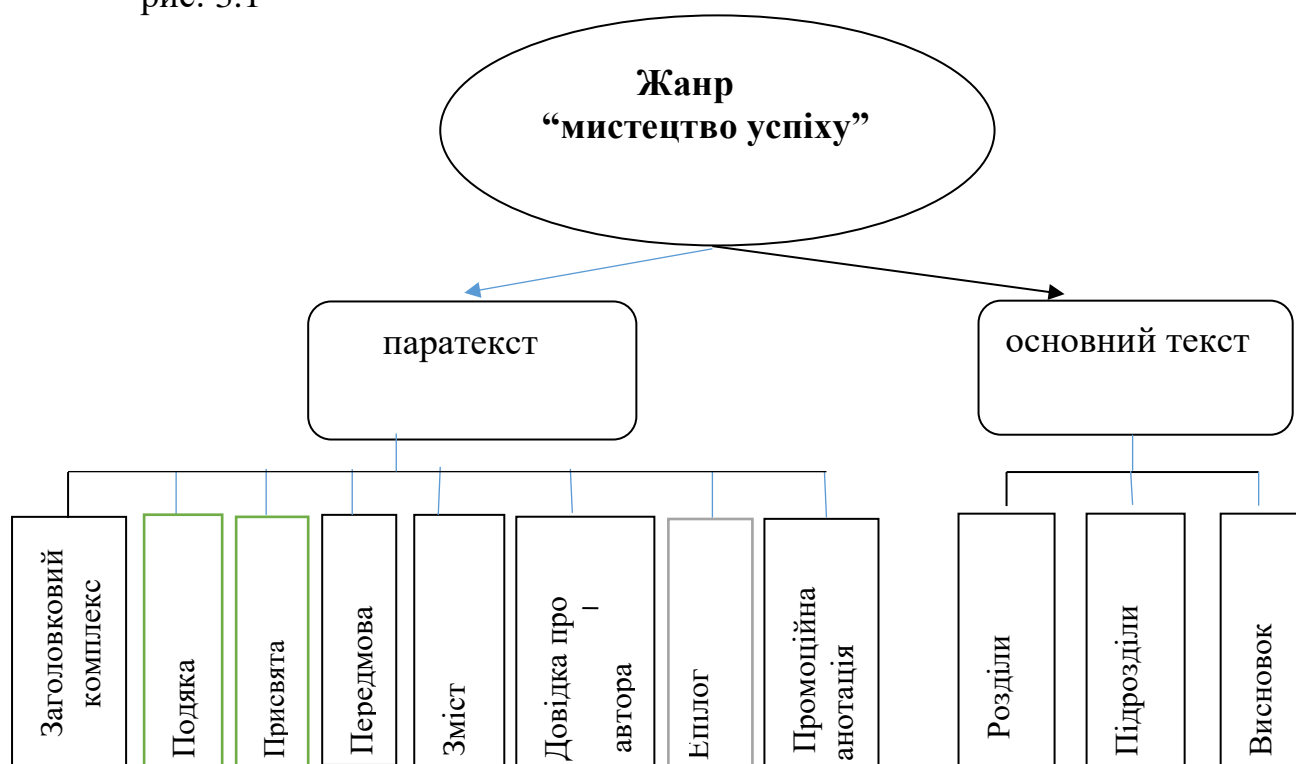 рис. 3.1
Жанр
“мистецтво успіху”
паратекст
основний текст
Заголовковий
комплекс
Подяка
Присвята
Передмова
Зміст
Довідка про
автора
Епілог
Промоційна
анотація
Розділи
Підрозділи
Висновок